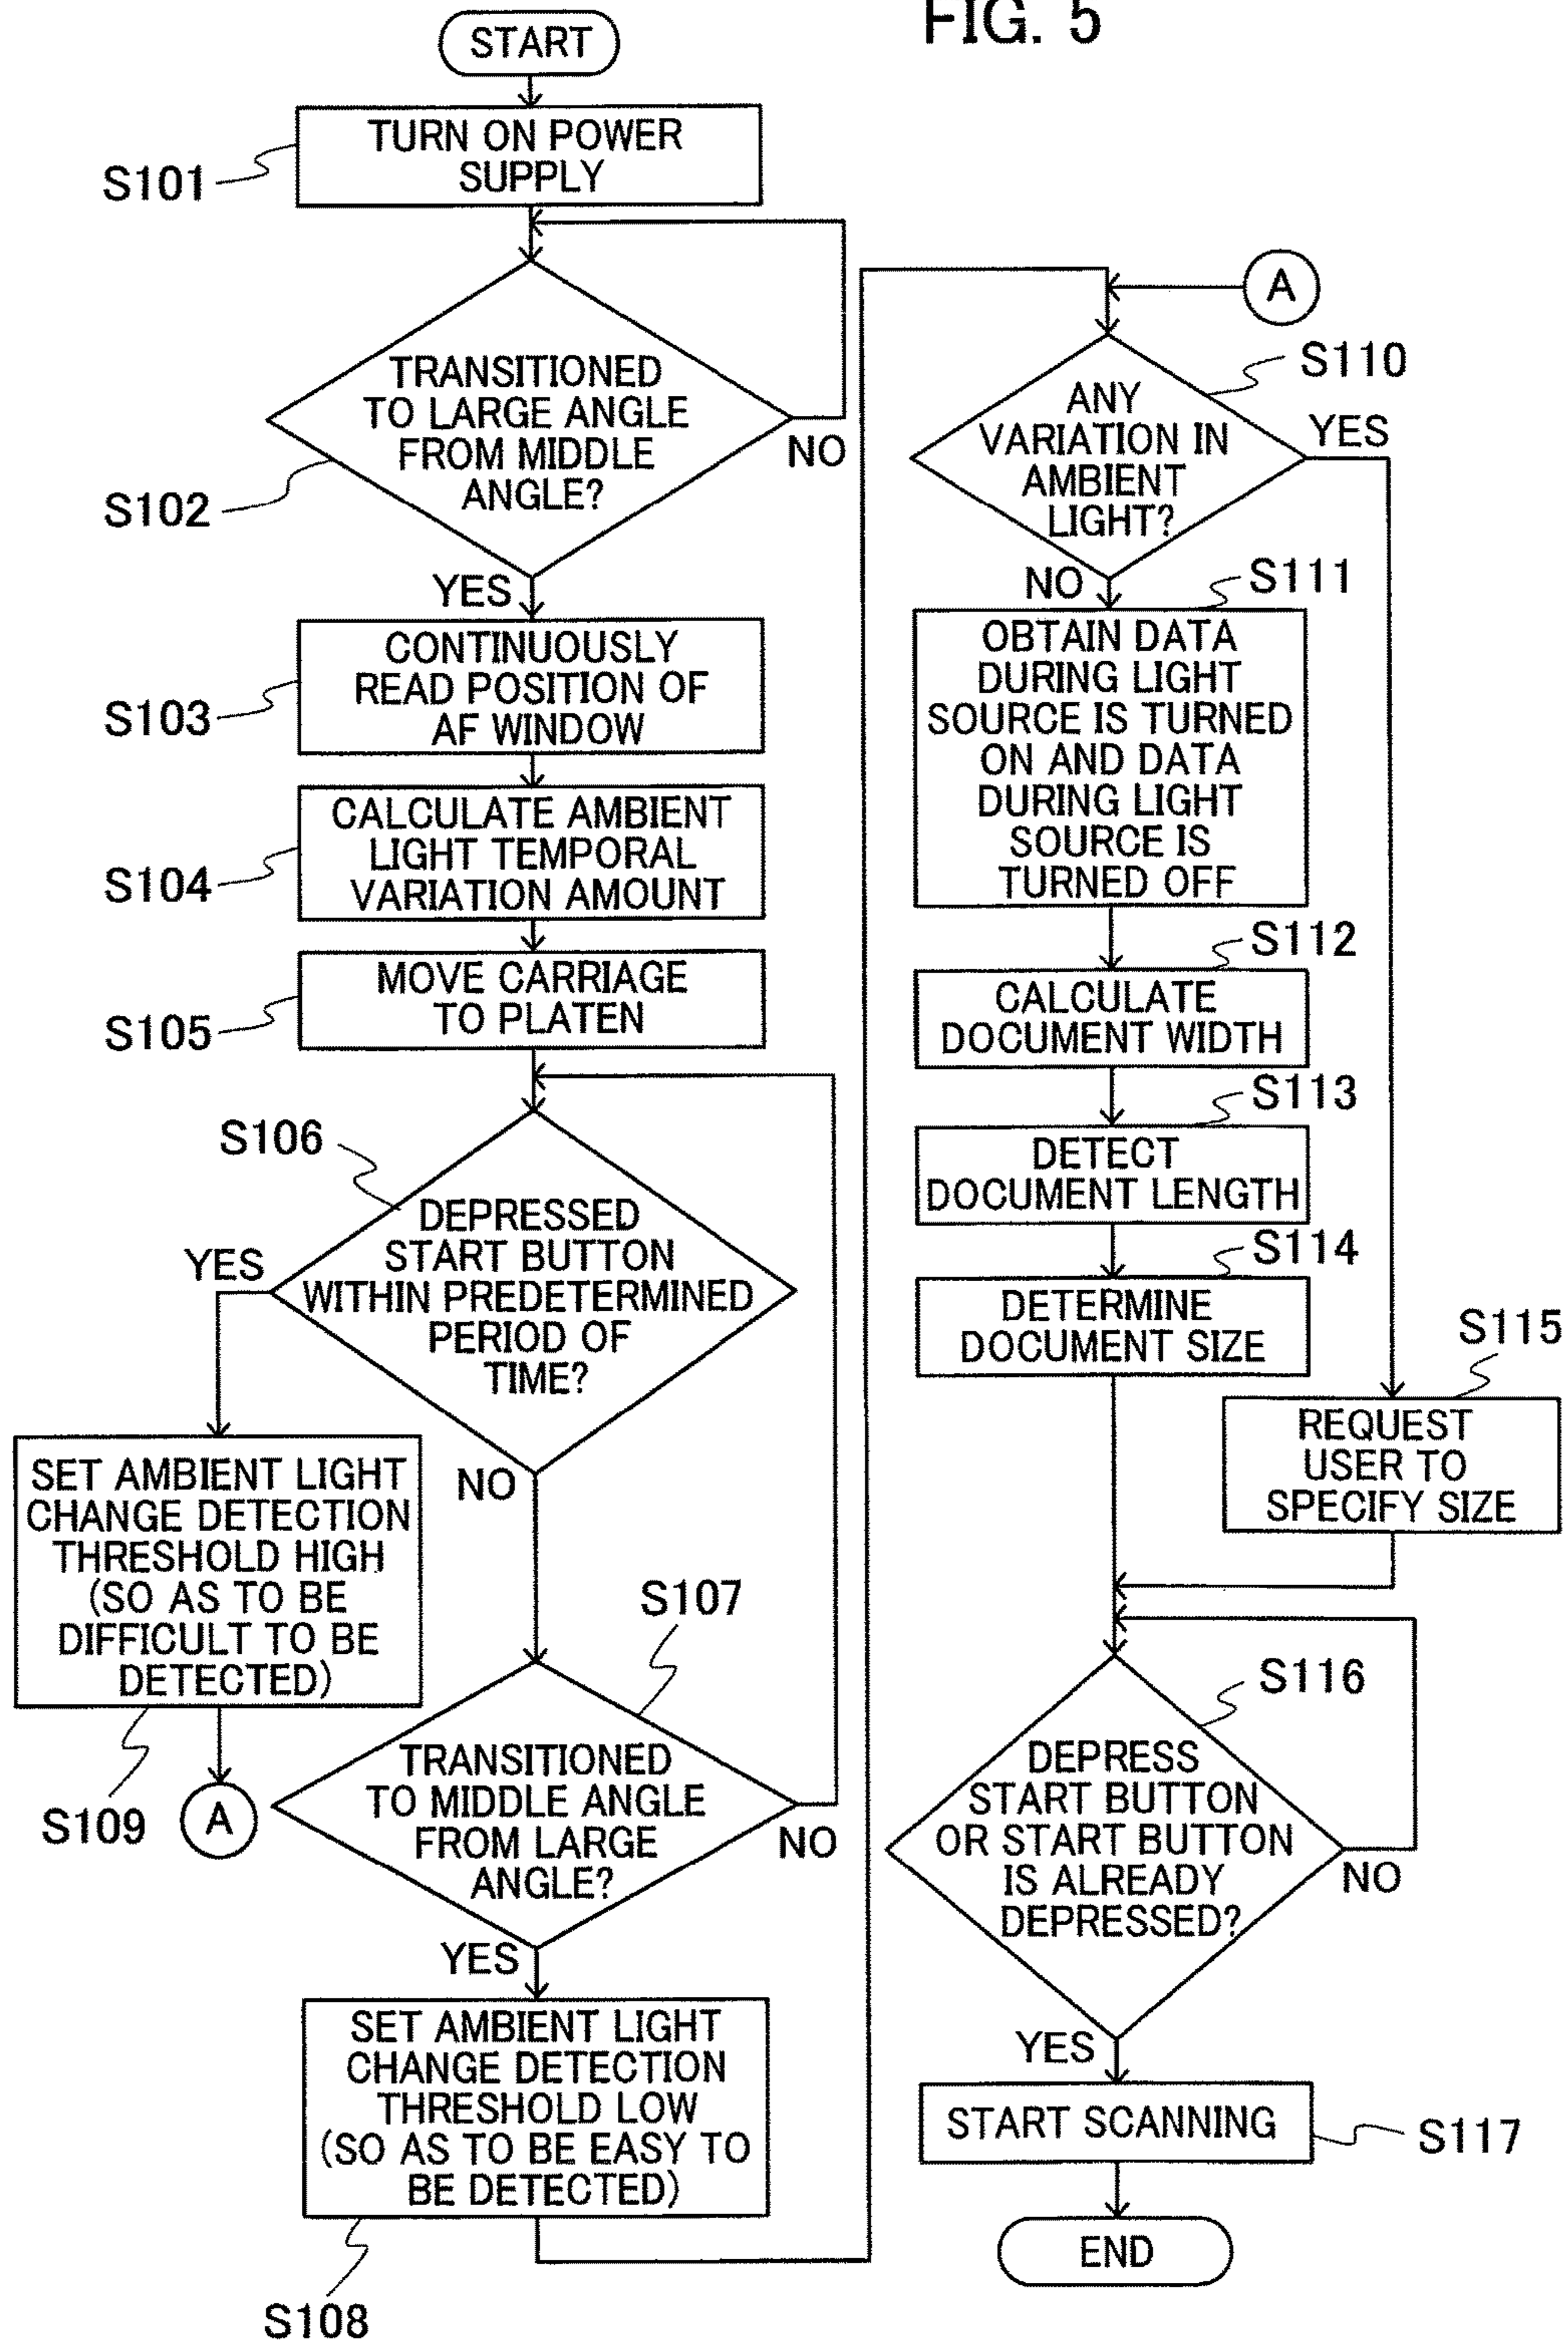 FIG. 5
START
TURN ON POWER
SUPPLY
S101
TRANSITIONED
TO LARGE ANGLE
FROM MIDDLE
ANGLE?
NO
S102
YES
CONTINUOUSLY
READ POSITION OF
AF WINDOW
S103
CALCULATE AMBIENT
LIGHT TEMPORAL
VARIATION AMOUNT
S104
MOVE CARRIAGE
TO PLATEN
S105
S106
DEPRESSED
START BUTTON
WITHIN PREDETERMINED
PERIOD OF
TIME?
YES
NO
SET AMBIENT LIGHT
CHANGE DETECTION
THRESHOLD HIGH
(SO AS TO BE
DIFFICULT TO BE
DETECTED)
S109
A
S107
TRANSITIONED
TO MIDDLE ANGLE
FROM LARGE
ANGLE?
NO
YES
SET AMBIENT LIGHT
CHANGE DETECTION
THRESHOLD LOW
(SO AS TO BE EASY TO
BE DETECTED)
S108
A
S110
ANY
VARIATION IN
AMBIENT
LIGHT?
YES
NO
S111
OBTAIN DATA
DURING LIGHT
SOURCE IS TURNED
ON AND DATA
DURING LIGHT
SOURCE IS
TURNED OFF
S112
CALCULATE
DOCUMENT WIDTH
S113
DETECT
DOCUMENT LENGTH
S114
DETERMINE
DOCUMENT SIZE
S115
REQUEST
USER TO
SPECIFY SIZE
S116
DEPRESS
START BUTTON
OR START BUTTON
IS ALREADY
DEPRESSED?
NO
YES
START SCANNING
S117
END